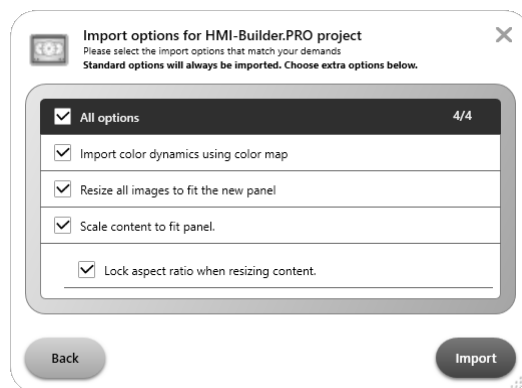 Import options for HMI-Builder.PRO project
Please select the import options that match your demands
Standard options will always be imported. Choose extra options below.
All options 4/4
Import color dynamics using color map
Resize all images to fit the new panel
Scale content to fit panel.
Lock aspect ratio when resizing content.
Back Import